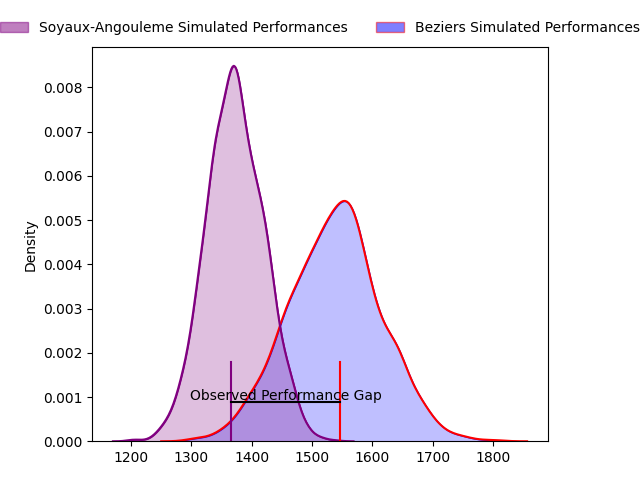 Soyaux-Angouleme Simulated Performances Beziers Simulated Performances
0.008
0.007
0.006
0.005
0.004
0.003
0.002
0.001
0.000
Density
Observed Performance Gap
1200 1300 1400 1500 1600 1700 1800